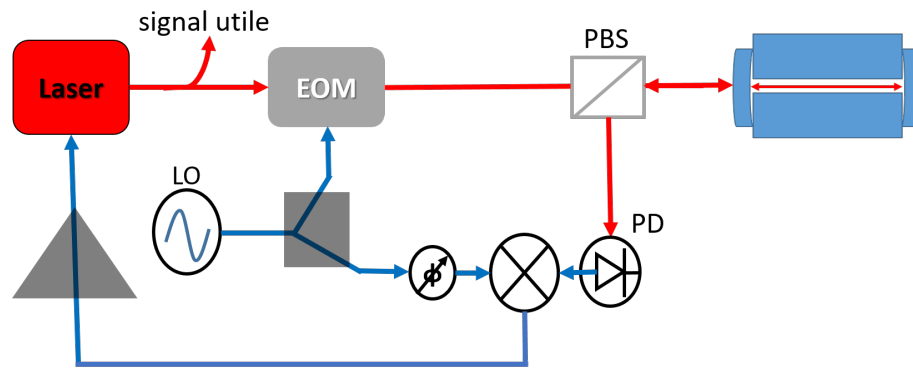 signal utile
Laser
EOM
PBS
LO
PD
ϕ